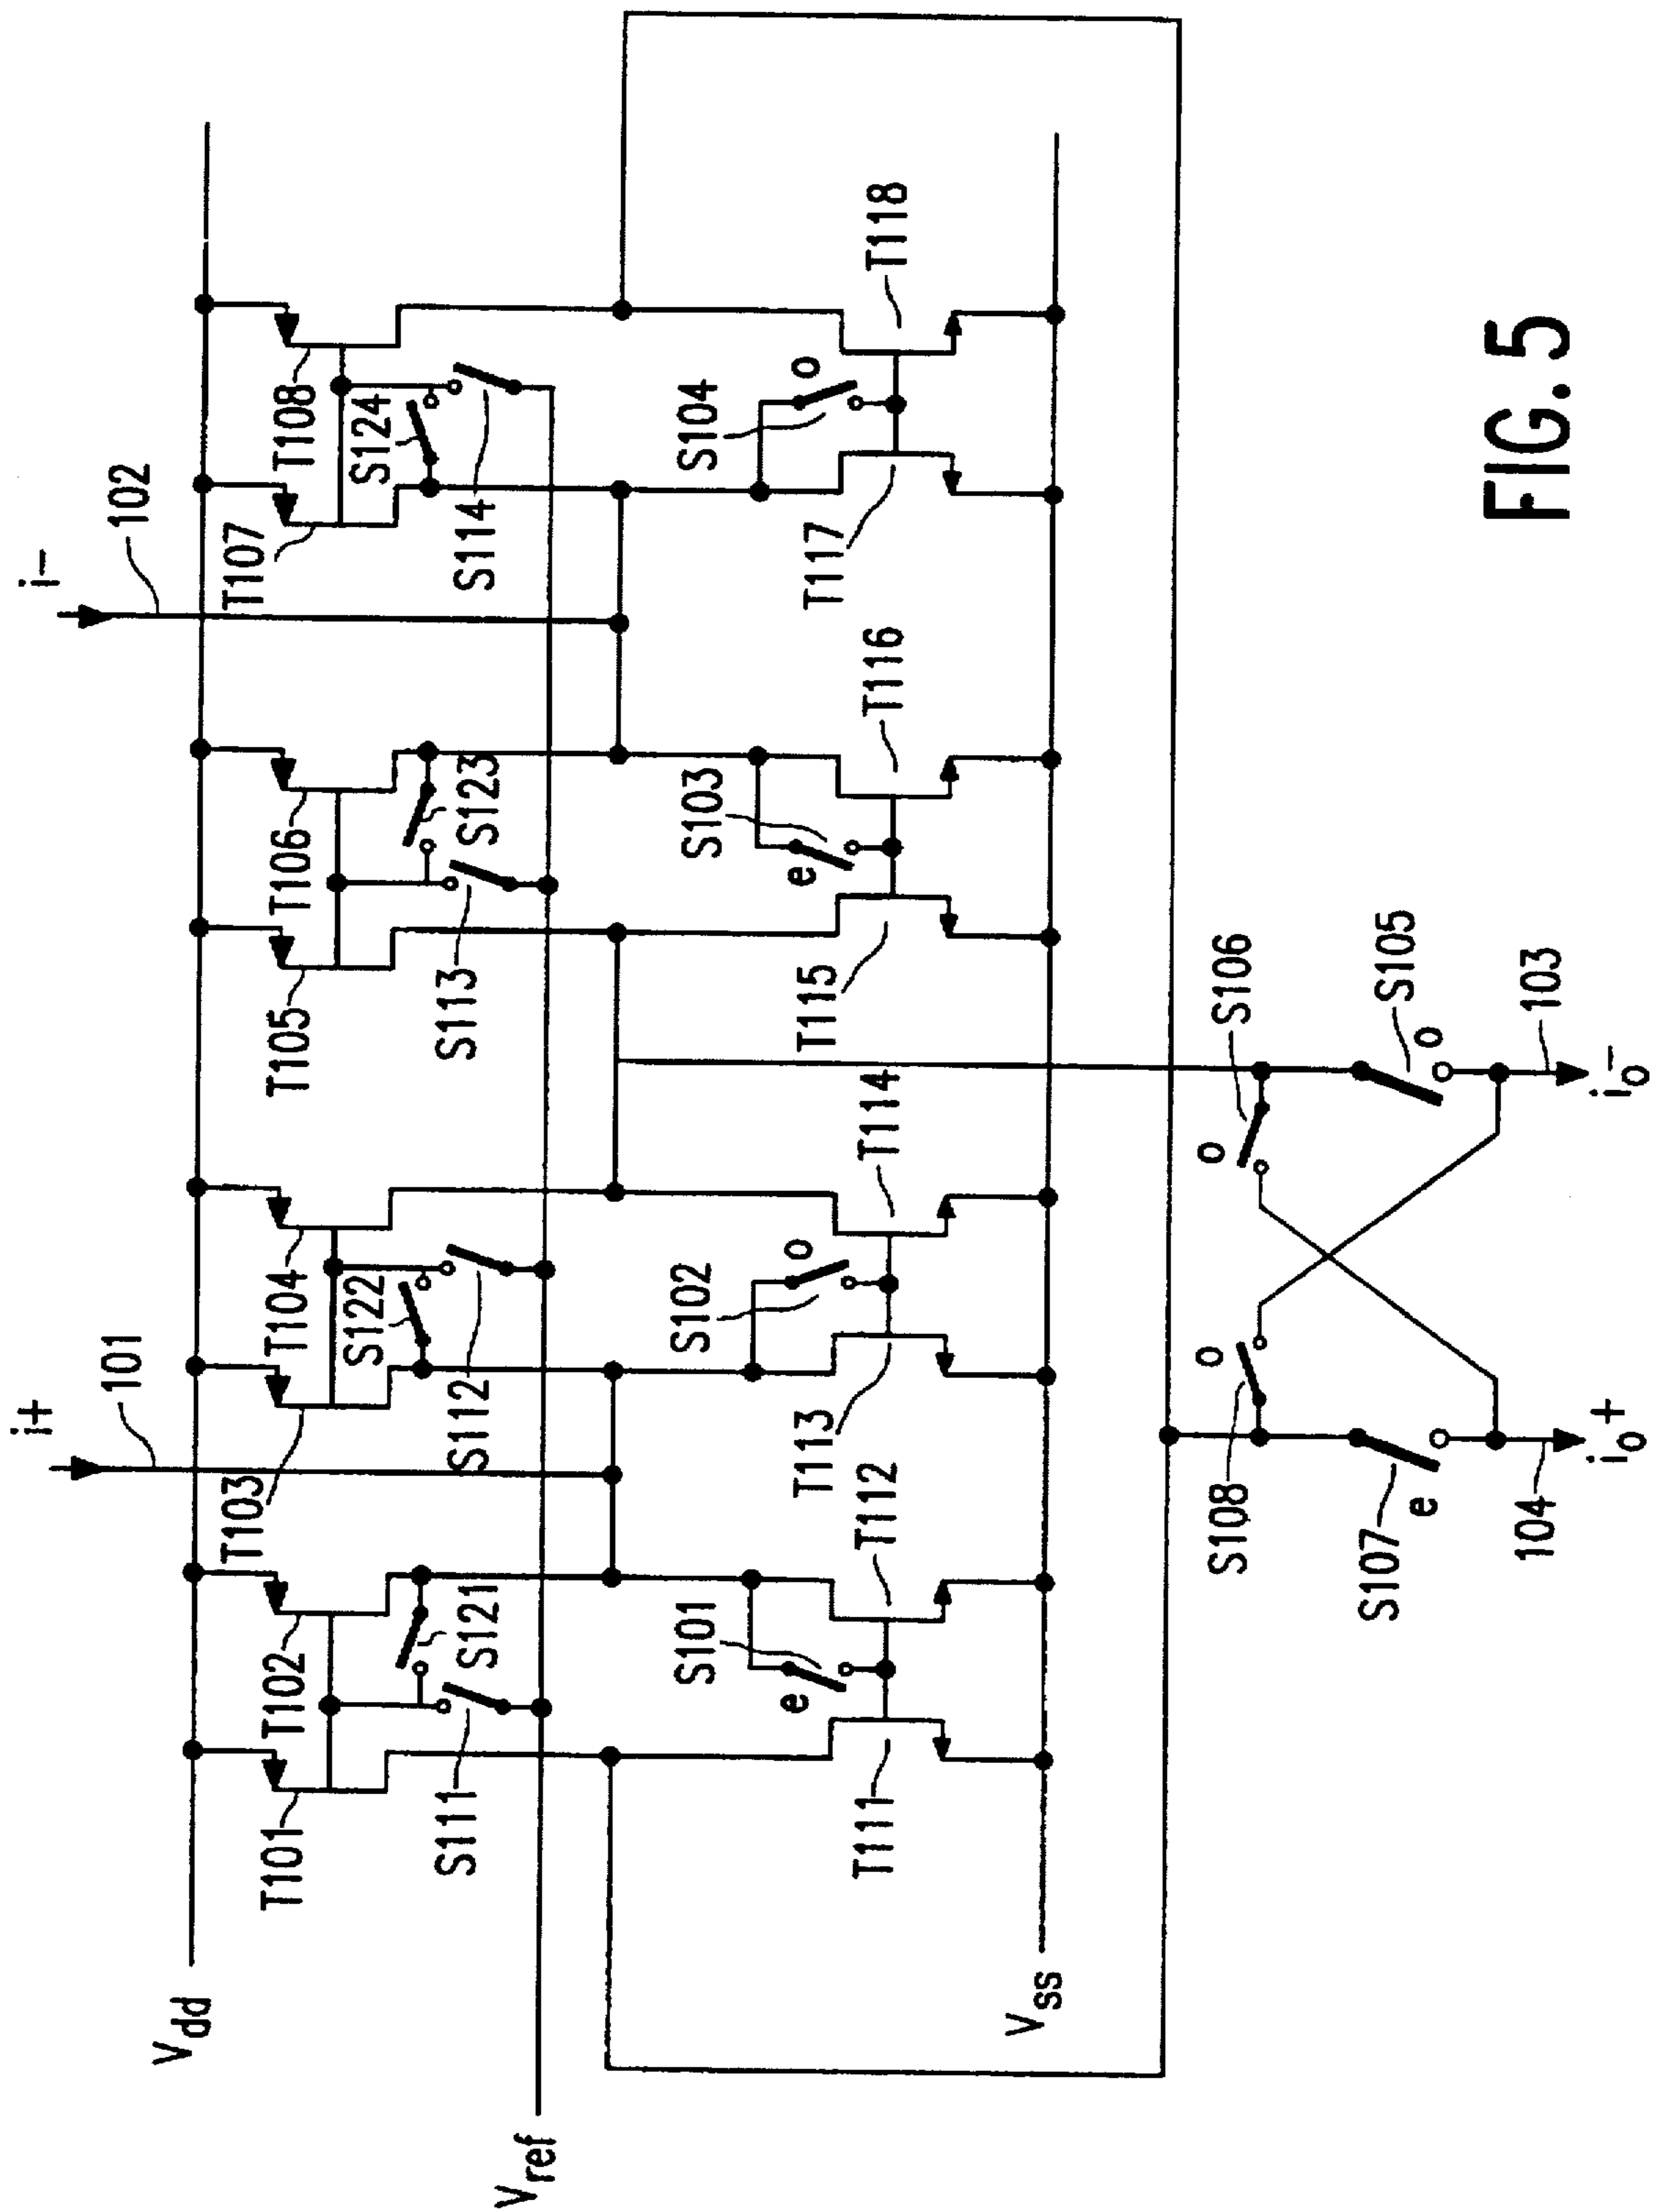 i+
101
i−
102
Vdd
T101
T102
T103
T104
T105
T106
T107
T108
S121
S122
S123
S124
S111
S112
S113
S114
Vref
S101
e
S102
o
S103
e
S104
o
T111
T112
T113
T114
T115
T116
T117
T118
Vss
S108
o
S106
o
S107
e
S105
o
104
103
io+
io−
FIG. 5